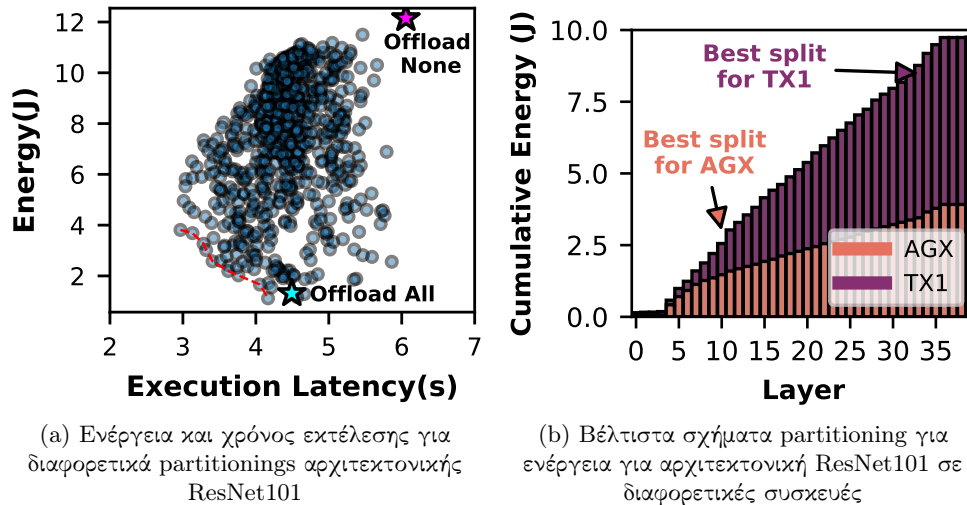 12
10
8
6
4
2
Energy(J)
Offload
None
Offload All
2 3 4 5 6 7
Execution Latency(s)
10.0
7.5
5.0
2.5
0.0
Cumulative Energy (J)
Best split
for TX1
Best split
for AGX
AGX
TX1
0 5 10 15 20 25 30 35
Layer
(a) Ενέργεια και χρόνος εκτέλεσης για
διαφορετικά partitionings αρχιτεκτονικής
ResNet101
(b) Βέλτιστα σχήματα partitioning για
ενέργεια για αρχιτεκτονική ResNet101 σε
διαφορετικές συσκευές